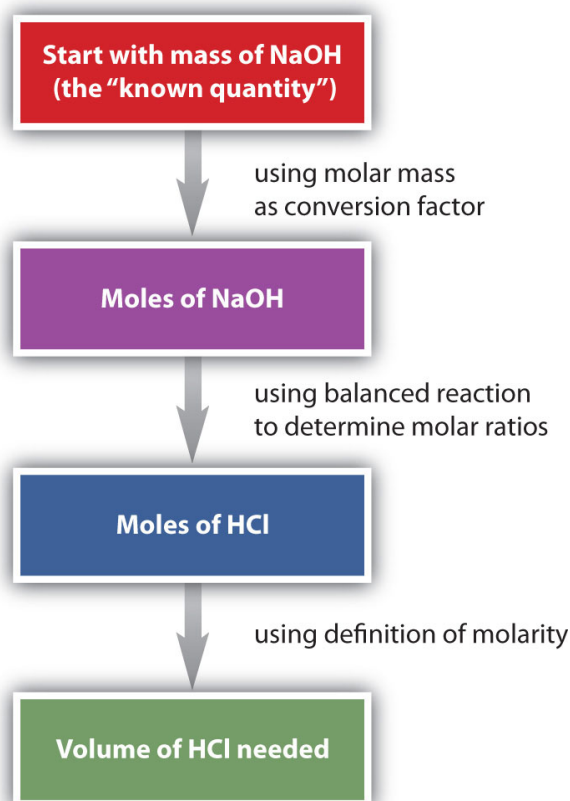 Start with mass of NaOH
(the “known quantity”)
using molar mass
as conversion factor
Moles of NaOH
using balanced reaction
to determine molar ratios
Moles of HCl
using definition of molarity
Volume of HCl needed